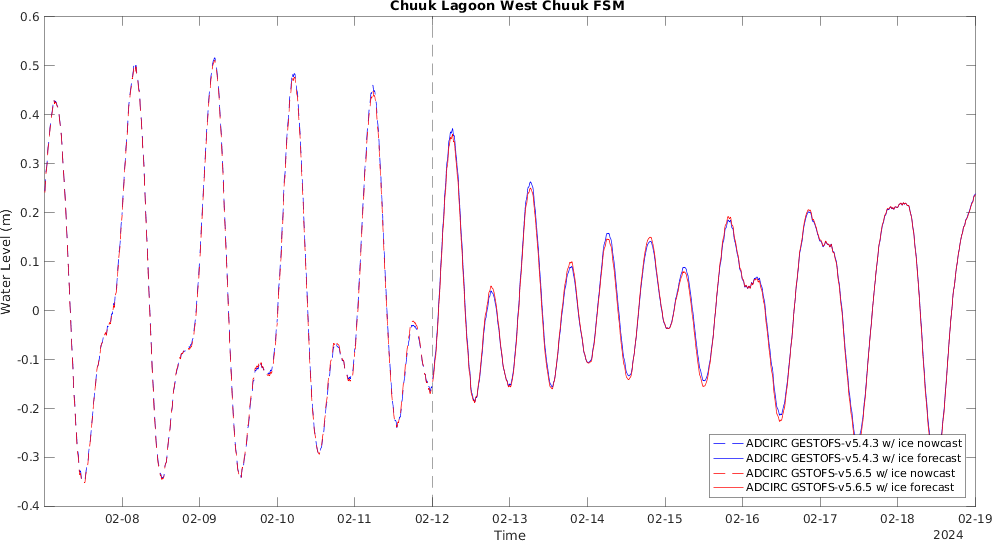 Chuuk Lagoon West Chuuk FSM
0.6
0.5
0.4
0.3
0.2
0.1
0
-0.1
-0.2
-0.3
-0.4
Water Level (m)
ADCIRC GESTOFS-v5.4.3 w/ ice nowcast
ADCIRC GESTOFS-v5.4.3 w/ ice forecast
ADCIRC GSTOFS-v5.6.5 w/ ice nowcast
ADCIRC GSTOFS-v5.6.5 w/ ice forecast
02-08 02-09 02-10 02-11 02-12 02-13 02-14 02-15 02-16 02-17 02-18 02-19
Time
2024